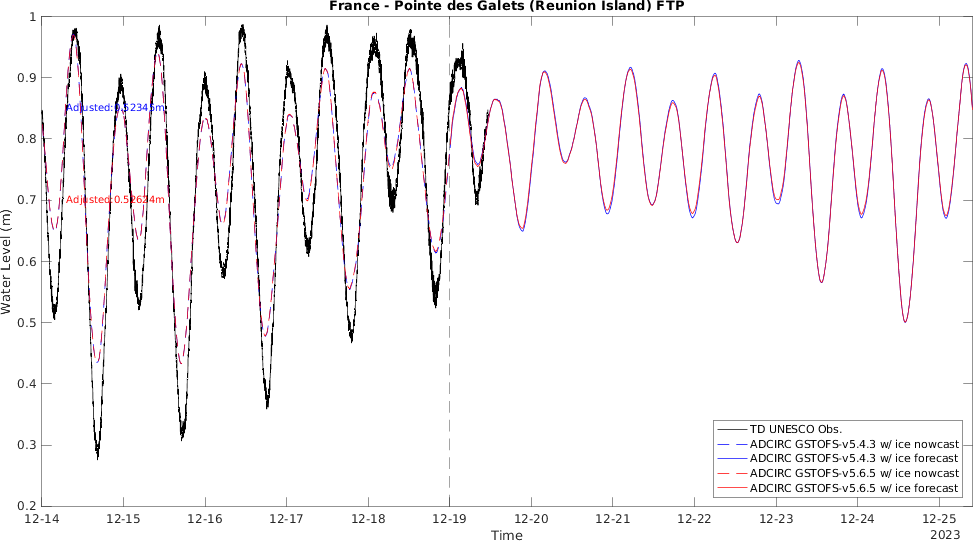 France - Pointe des Galets (Reunion Island) FTP
Water Level (m)
1
0.9
0.8
0.7
0.6
0.5
0.4
0.3
0.2
Adjusted:0.52345m
Adjusted:0.52624m
TD UNESCO Obs.
ADCIRC GSTOFS-v5.4.3 w/ ice nowcast
ADCIRC GSTOFS-v5.4.3 w/ ice forecast
ADCIRC GSTOFS-v5.6.5 w/ ice nowcast
ADCIRC GSTOFS-v5.6.5 w/ ice forecast
12-14 12-15 12-16 12-17 12-18 12-19 12-20 12-21 12-22 12-23 12-24 12-25
2023
Time